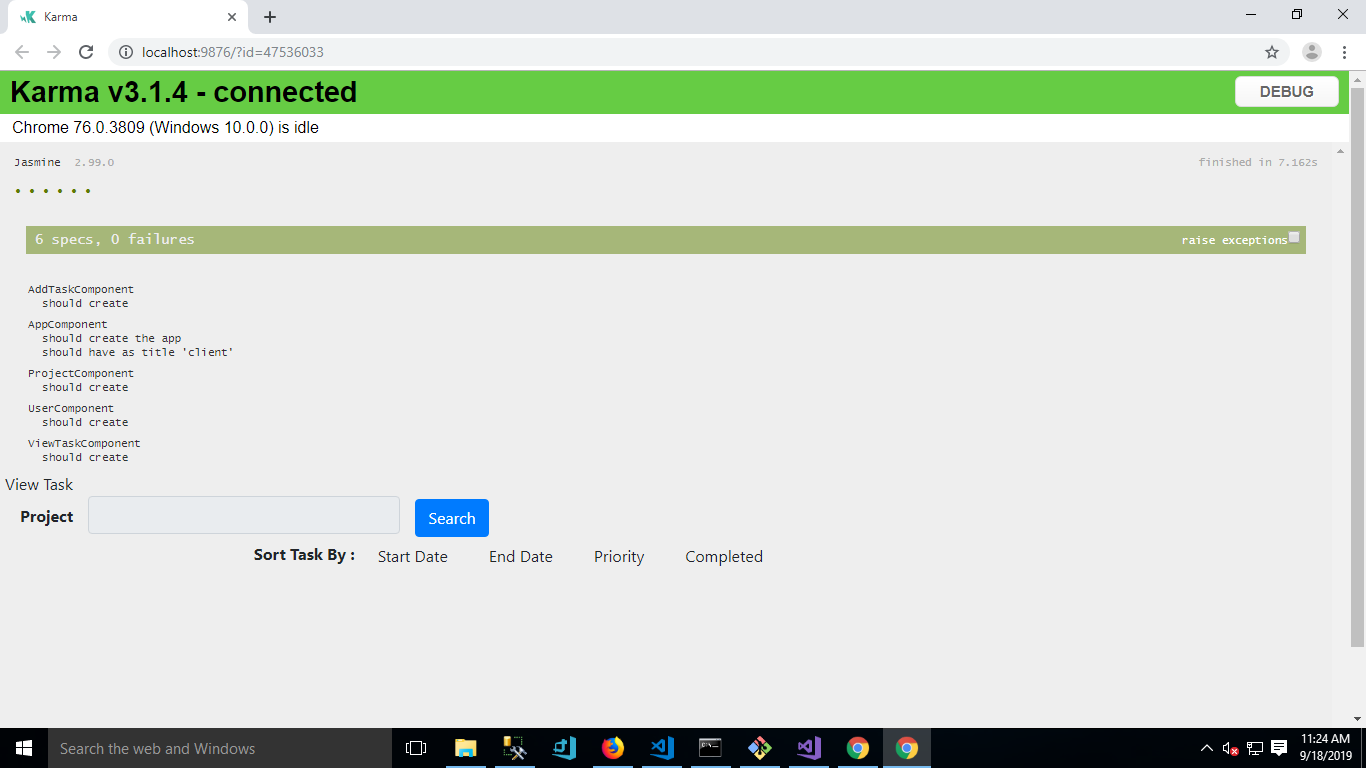 Karma
localhost:9876/?id=47536033
Karma v3.1.4 - connected
DEBUG
Chrome 76.0.3809 (Windows 10.0.0) is idle
Jasmine 2.99.0
finished in 7.162s
6 specs, 0 failures
raise exceptions
AddTaskComponent
should create
AppComponent
should create the app
should have as title 'client'
ProjectComponent
should create
UserComponent
should create
ViewTaskComponent
should create
View Task
Project
Search
Sort Task By : Start Date End Date Priority Completed
Search the web and Windows
11:24 AM
9/18/2019